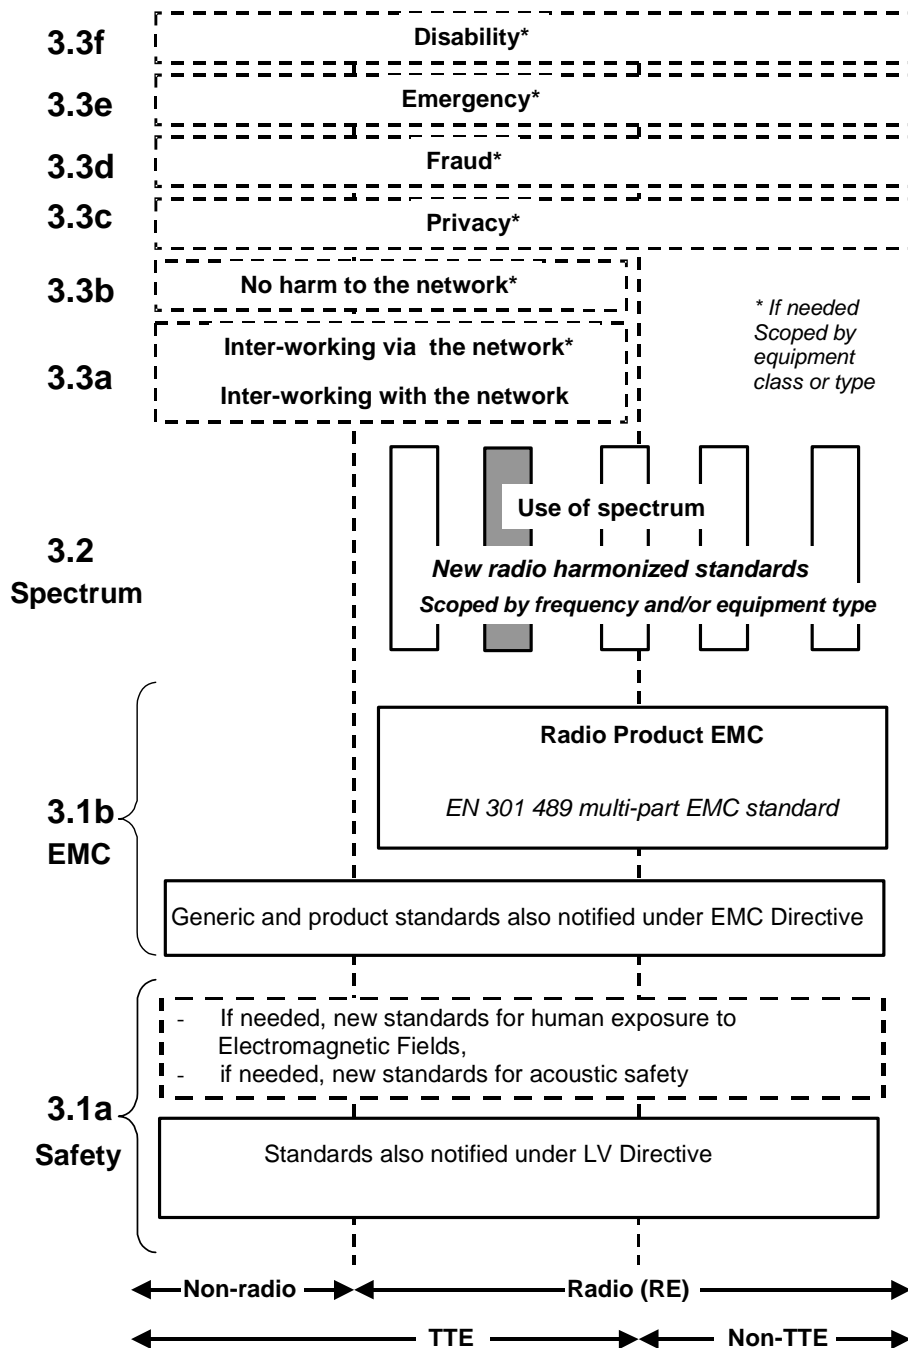 3.3f
Disability*
3.3e
Emergency*
3.3d
Fraud*
3.3c
Privacy*
3.3b
No harm to the network*
* If needed
Scoped by
equipment
class or type
3.3a
Inter-working via the network*
Inter-working with the network
3.2
Spectrum
Use of spectrum
New radio harmonized standards
Scoped by frequency and/or equipment type
3.1b
EMC
Radio Product EMC
EN 301 489 multi-part EMC standard
Generic and product standards also notified under EMC Directive
3.1a
Safety
- If needed, new standards for human exposure to
Electromagnetic Fields,
- if needed, new standards for acoustic safety
Standards also notified under LV Directive
Non-radio
Radio (RE)
TTE
Non-TTE